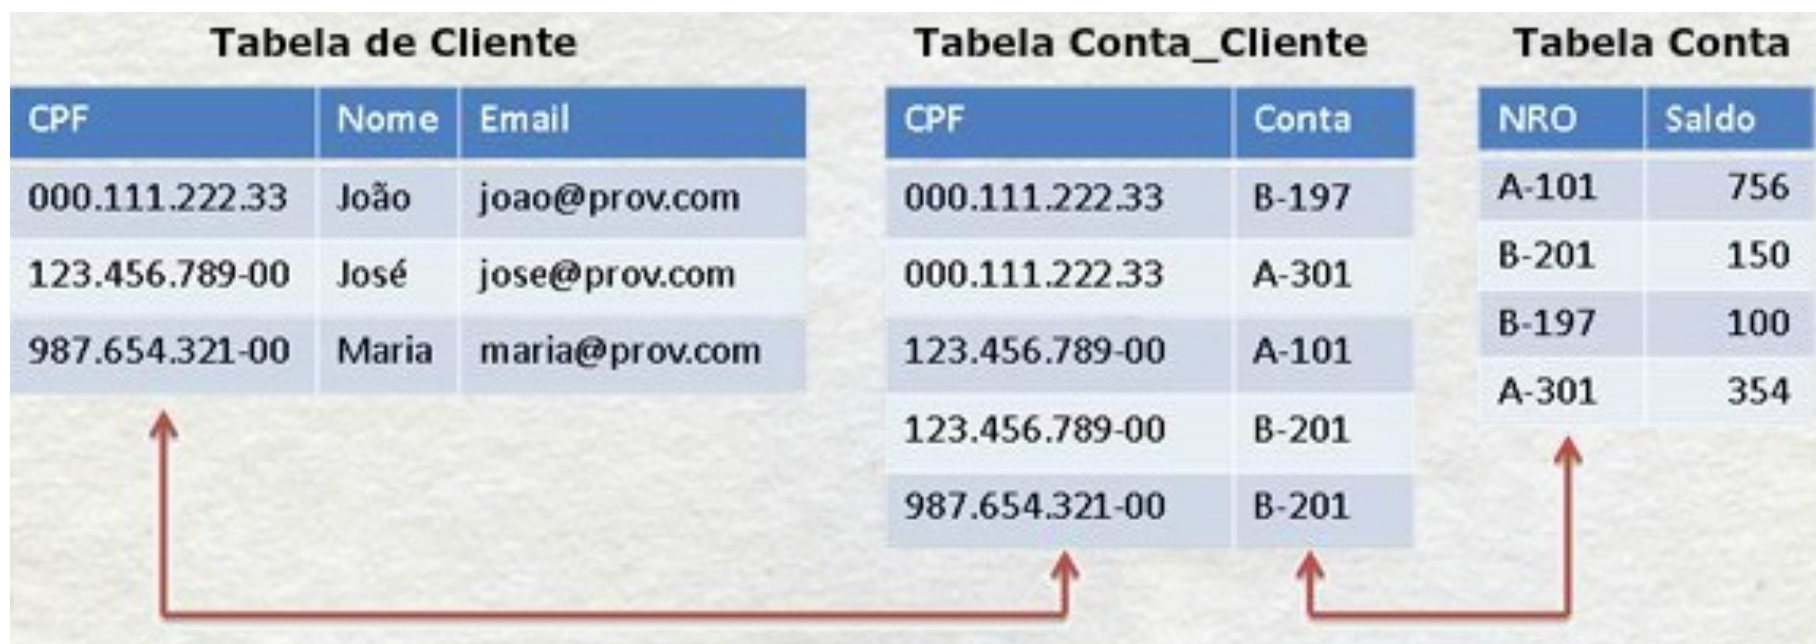 Tabela de Cliente
CPF Nome Email
000.111.222.33 João joao@prov.com
123.456.789-00 José jose@prov.com
987.654.321-00 Maria maria@prov.com
Tabela Conta_Cliente
CPF Conta
000.111.222.33 B-197
000.111.222.33 A-301
123.456.789-00 A-101
123.456.789-00 B-201
987.654.321-00 B-201
Tabela Conta
NRO Saldo
A-101 756
B-201 150
B-197 100
A-301 354